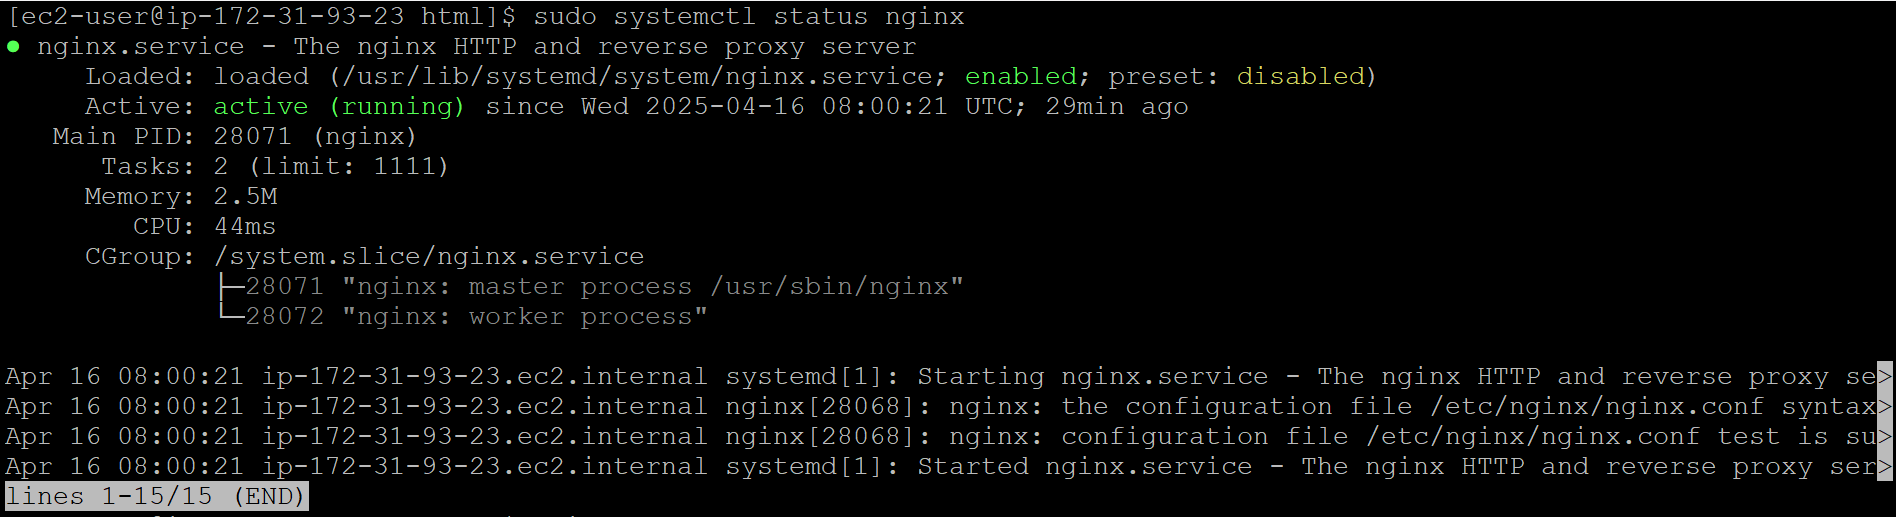 [ec2-user@ip-172-31-93-23 html]$ sudo systemctl status nginx
● nginx.service - The nginx HTTP and reverse proxy server
     Loaded: loaded (/usr/lib/systemd/system/nginx.service; enabled; preset: disabled)
     Active: active (running) since Wed 2025-04-16 08:00:21 UTC; 29min ago
   Main PID: 28071 (nginx)
      Tasks: 2 (limit: 1111)
     Memory: 2.5M
        CPU: 44ms
     CGroup: /system.slice/nginx.service
             ├─28071 "nginx: master process /usr/sbin/nginx"
             └─28072 "nginx: worker process"

Apr 16 08:00:21 ip-172-31-93-23.ec2.internal systemd[1]: Starting nginx.service - The nginx HTTP and reverse proxy se>
Apr 16 08:00:21 ip-172-31-93-23.ec2.internal nginx[28068]: nginx: the configuration file /etc/nginx/nginx.conf syntax>
Apr 16 08:00:21 ip-172-31-93-23.ec2.internal nginx[28068]: nginx: configuration file /etc/nginx/nginx.conf test is su>
Apr 16 08:00:21 ip-172-31-93-23.ec2.internal systemd[1]: Started nginx.service - The nginx HTTP and reverse proxy ser>
lines 1-15/15 (END)